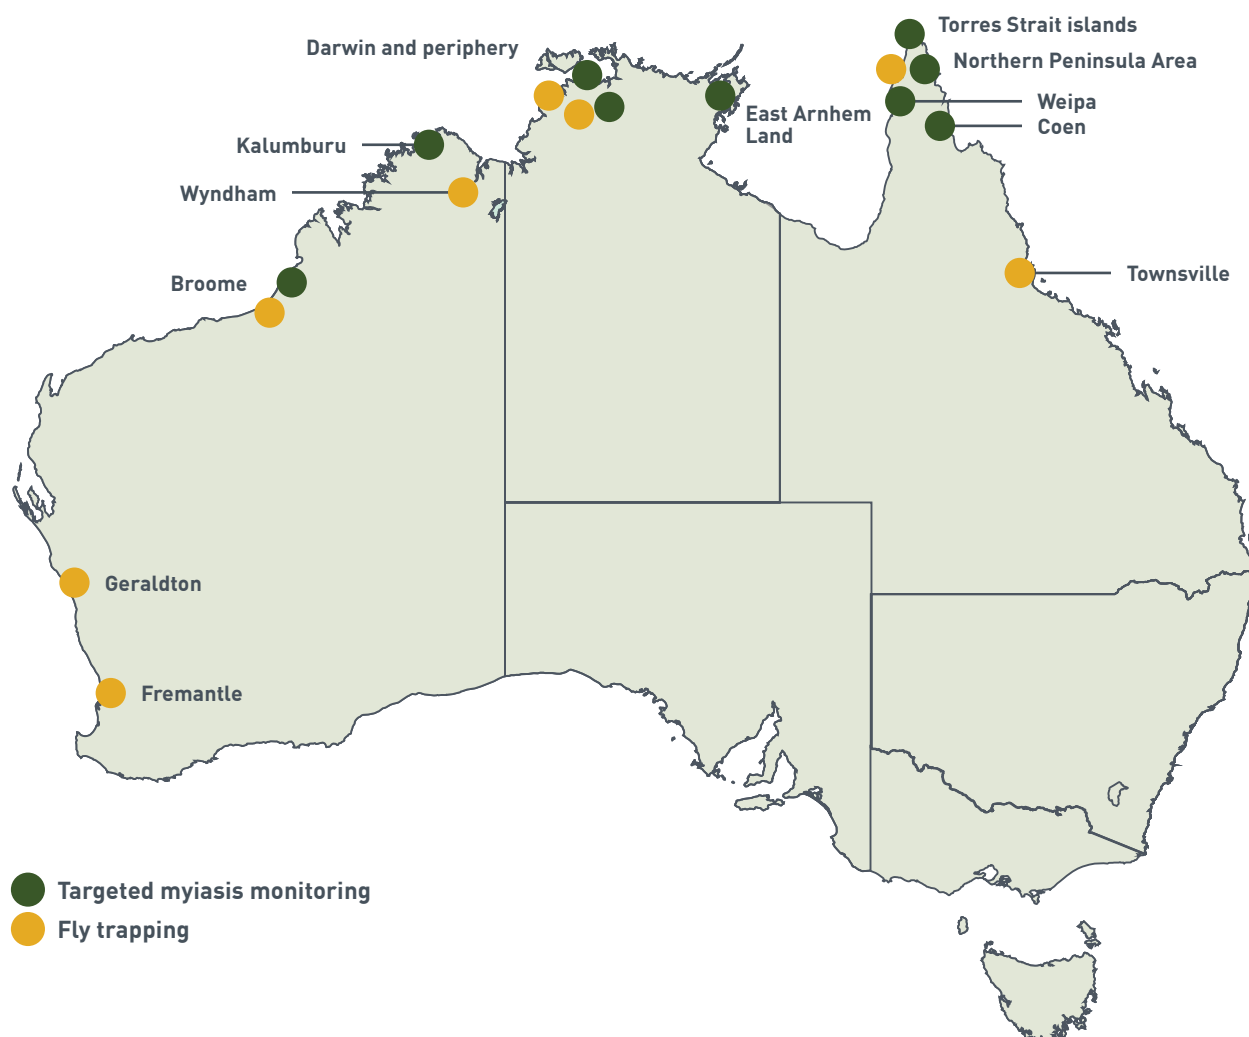 Torres Strait islands
Darwin and periphery
Northern Peninsula Area
Weipa
East Arnhem
Land
Coen
Kalumburu
Wyndham
Townsville
Broome
Geraldton
Fremantle
Targeted myiasis monitoring
Fly trapping